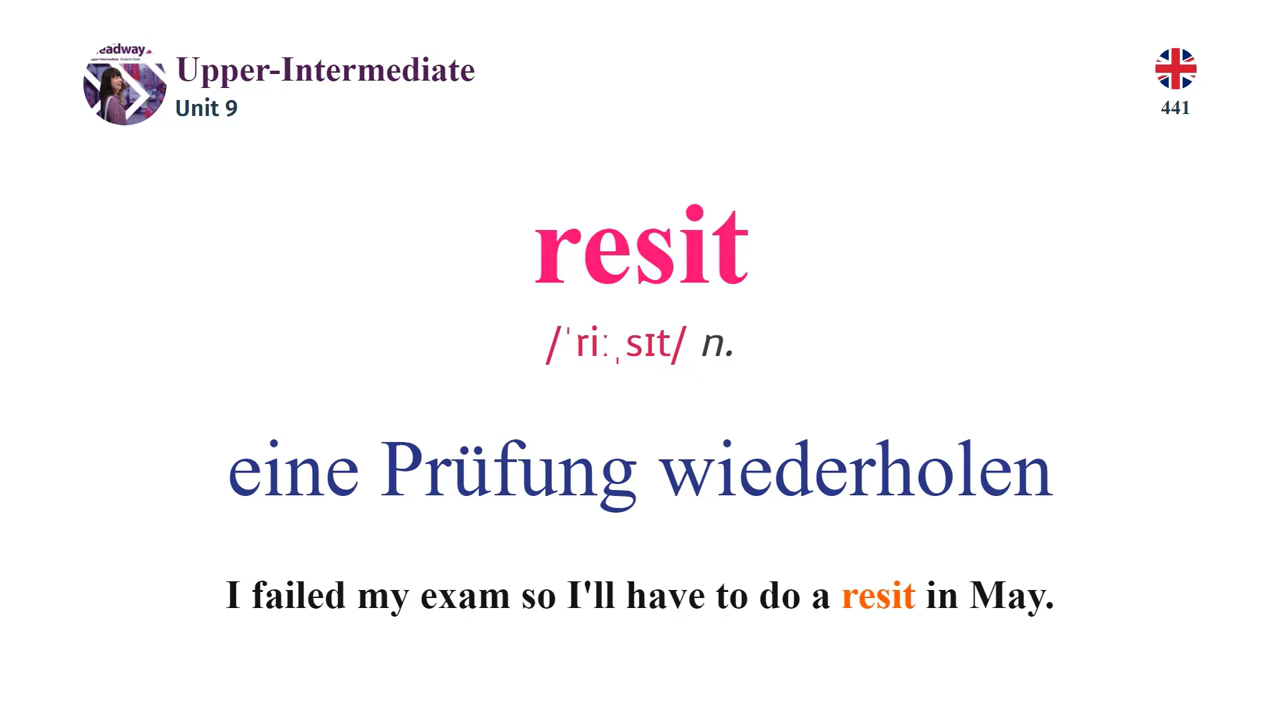 eadway
Upper-Intermediate
Unit 9
441
resit
/ˈriːˌsɪt/ n.
eine Prüfung wiederholen
I failed my exam so I'll have to do a resit in May.